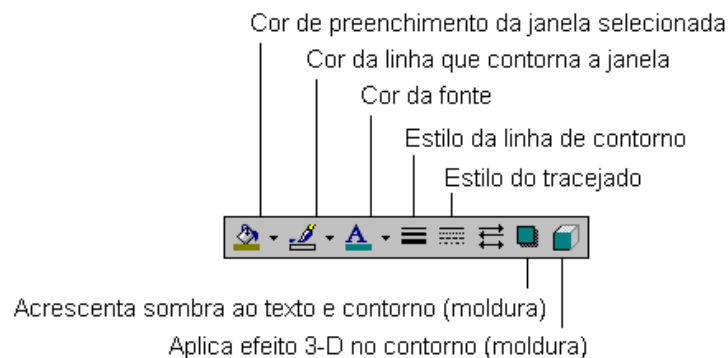 Cor de preenchimento da janela selecionada
Cor da linha que contorna a janela
Cor da fonte
Estilo da linha de contorno
Estilo do tracejado
A
Acrescenta sombra ao texto e contorno (moldura)
Aplica efeito 3-D no contorno (moldura)